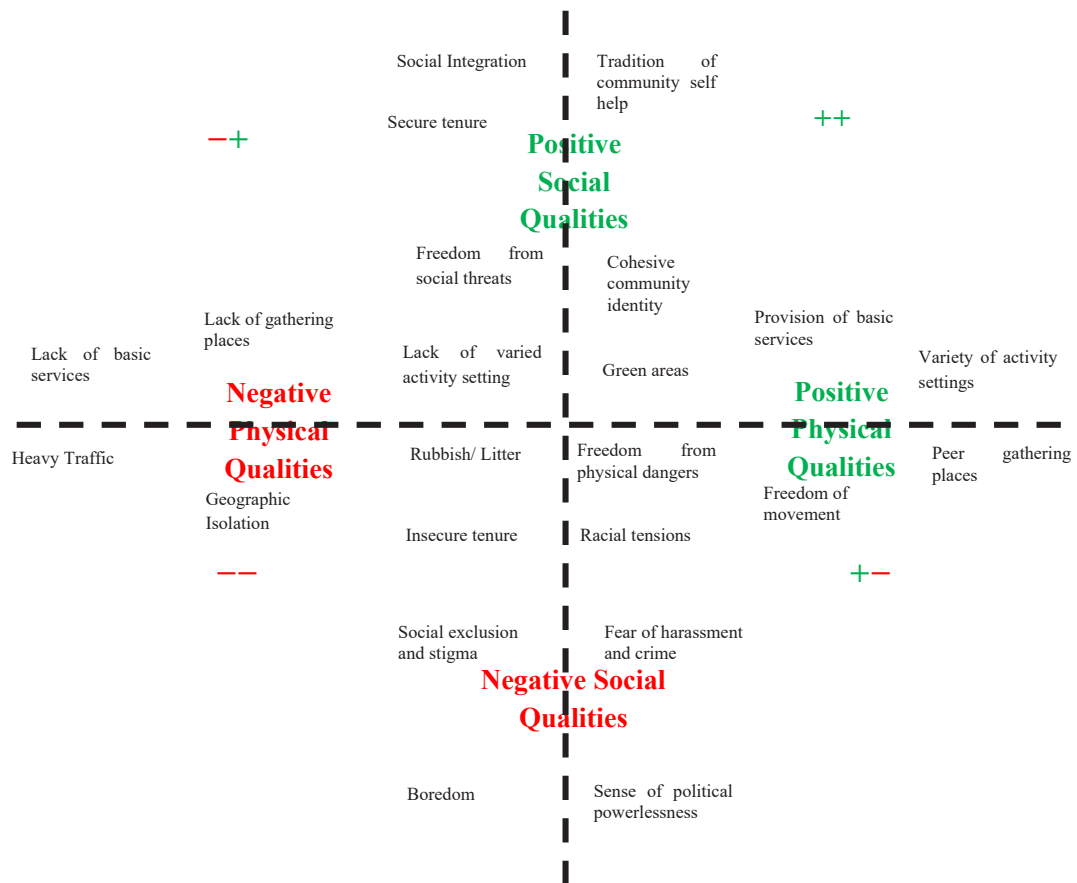 Social Integration
Tradition of
community self
help
Secure tenure
++
−+
Positive
Social
Qualities
Freedom from
social threats
Cohesive
community
identity
Lack of gathering
places
Provision of basic
services
Lack of basic
services
Lack of varied
activity setting
Green areas
Variety of activity
settings
Negative
Physical
Qualities
Positive
Physical
Qualities
Heavy Traffic
Rubbish/ Litter
Freedom from
physical dangers
Peer gathering
places
Geographic
Isolation
Freedom of
movement
Insecure tenure
Racial tensions
−−
+−
Social exclusion
and stigma
Fear of harassment
and crime
Negative Social
Qualities
Boredom
Sense of political
powerlessness